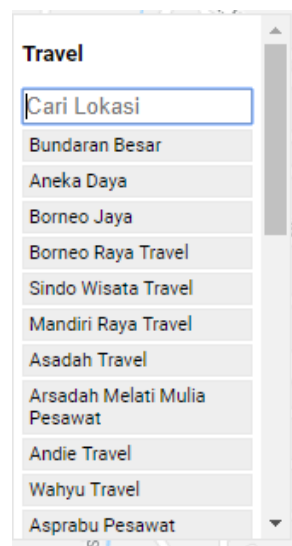 Travel
Cari Lokasi
Bundaran Besar
Aneka Daya
Borneo Jaya
Borneo Raya Travel
Sindo Wisata Travel
Mandiri Raya Travel
Asadah Travel
Arsadah Melati Mulia
Pesawat
Andie Travel
Wahyu Travel
Asprabu Pesawat